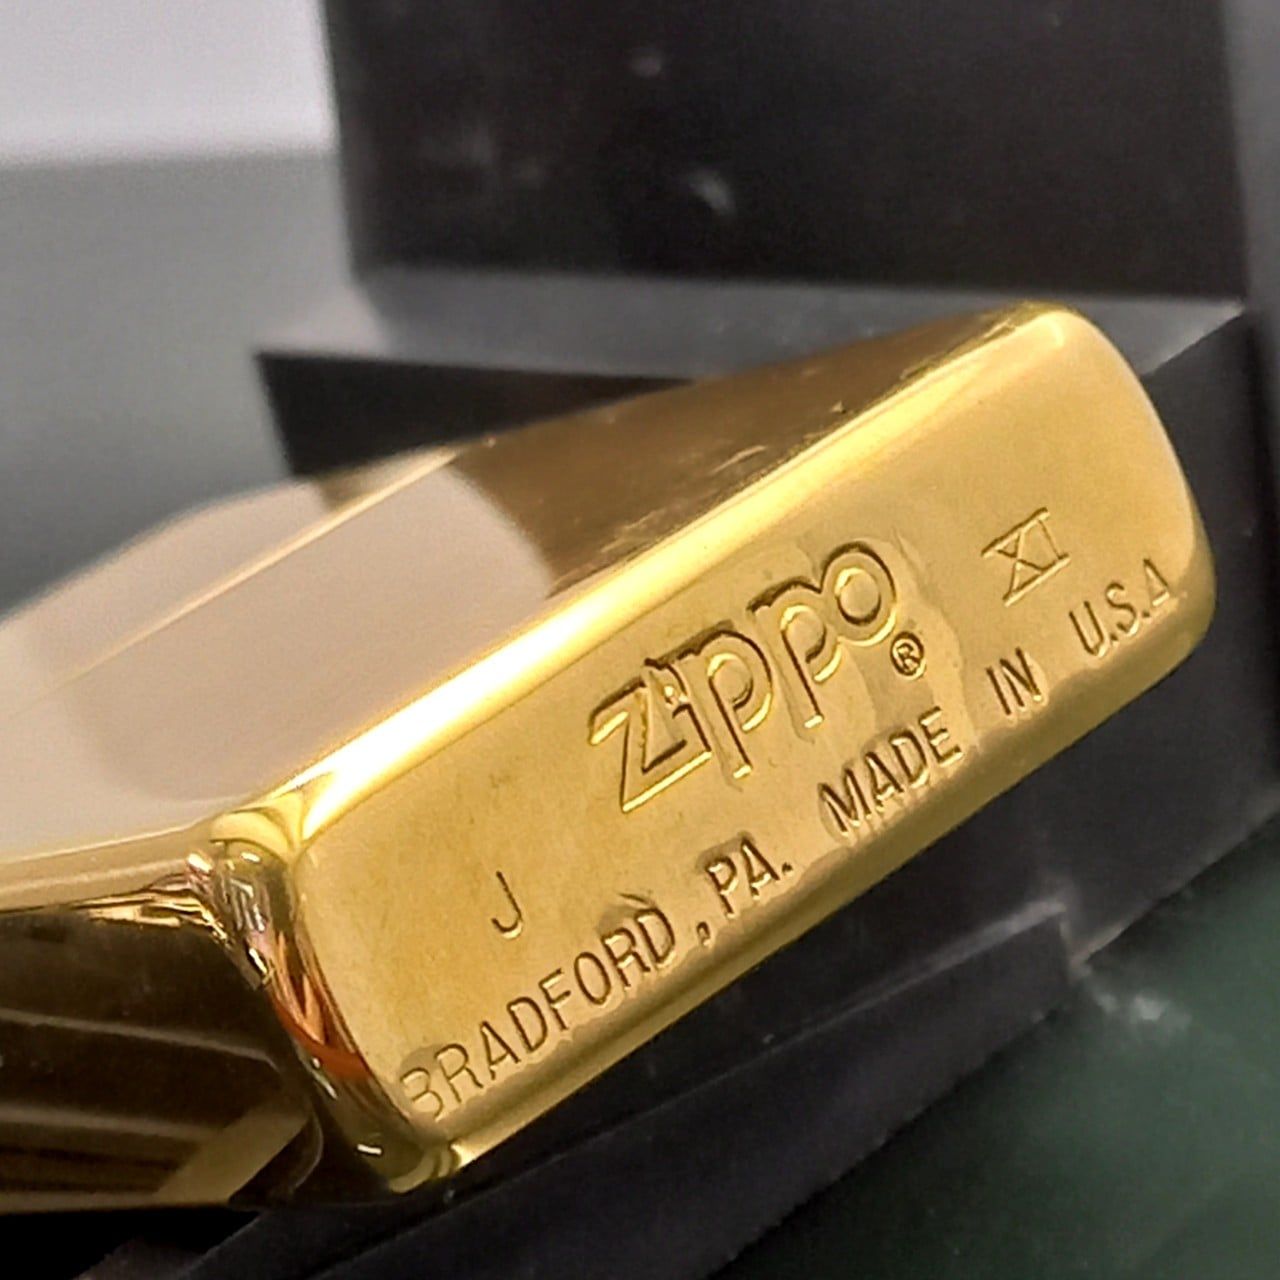 Zippo ®
J XI
BRADFORD, PA. MADE IN U.S.A.